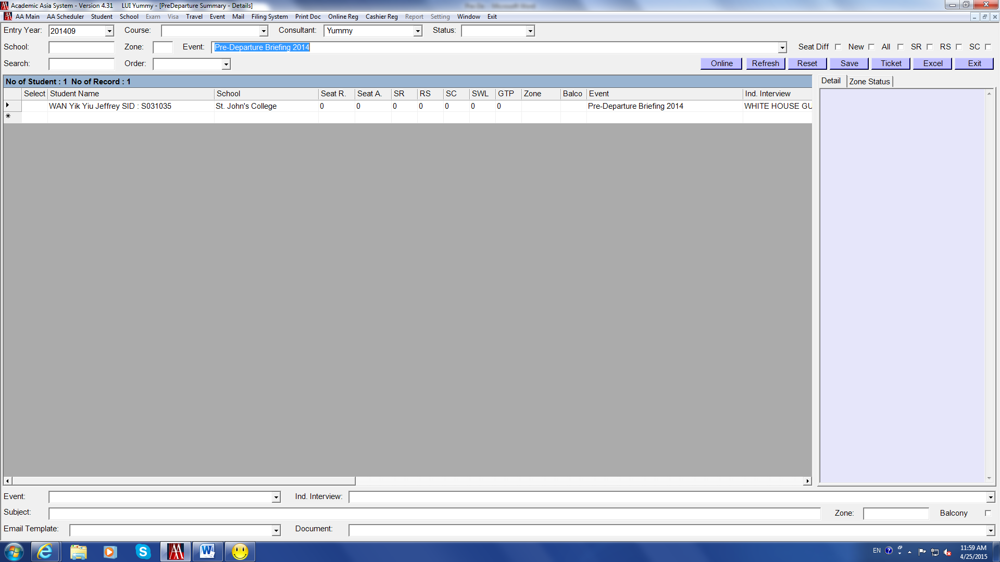 Academic Asia System - Version 4.31 LUI Yummy - [PreDeparture Summary - Details]
AA Main AA Scheduler Student School Exam Visa Travel Event Mail Filing System Print Doc Online Reg Cashier Reg Report Setting Window Exit
Entry Year: 201409 Course: Consultant: Yummy Status:
School: Zone: Event: Pre-Departure Briefing 2014 Seat Diff New All SR RS SC
Search: Order: Online Refresh Reset Save Ticket Excel Exit
No of Student : 1 No of Record : 1 Detail Zone Status
Select Student Name School Seat R. Seat A. SR RS SC SWL GTP Zone Balco Event Ind. Interview
WAN Yik Yiu Jeffrey SID : S031035 St. John's College 0 0 0 0 0 0 0 Pre-Departure Briefing 2014 WHITE HOUSE GU
Event: Ind. Interview:
Subject: Zone: Balcony
Email Template: Document:
EN 11:59 AM
4/25/2015